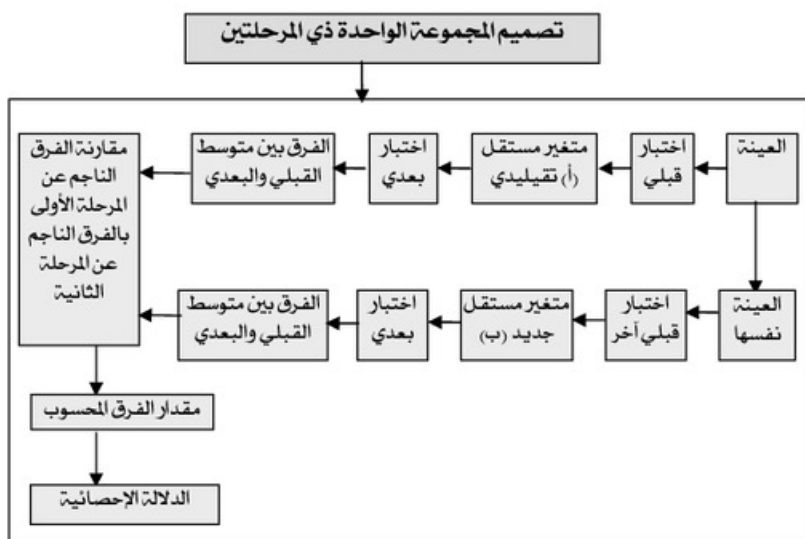 تصميم المجموعة الواحدة ذي المرحلتين
العينة
اختبار
قبلي
متغير مستقل
(أ) تقيليدي
اختبار
بعدي
الفرق بين متوسط
القبلي والبعدي
مقارنة الفرق
الناجم عن
المرحلة الأولى
بالفرق الناجم
عن المرحلة
الثانية
العينة
نفسها
اختبار
قبلي آخر
متغير مستقل
جديد (ب)
اختبار
بعدي
الفرق بين متوسط
القبلي والبعدي
مقدار الفرق المحسوب
الدلالة الإحصائية